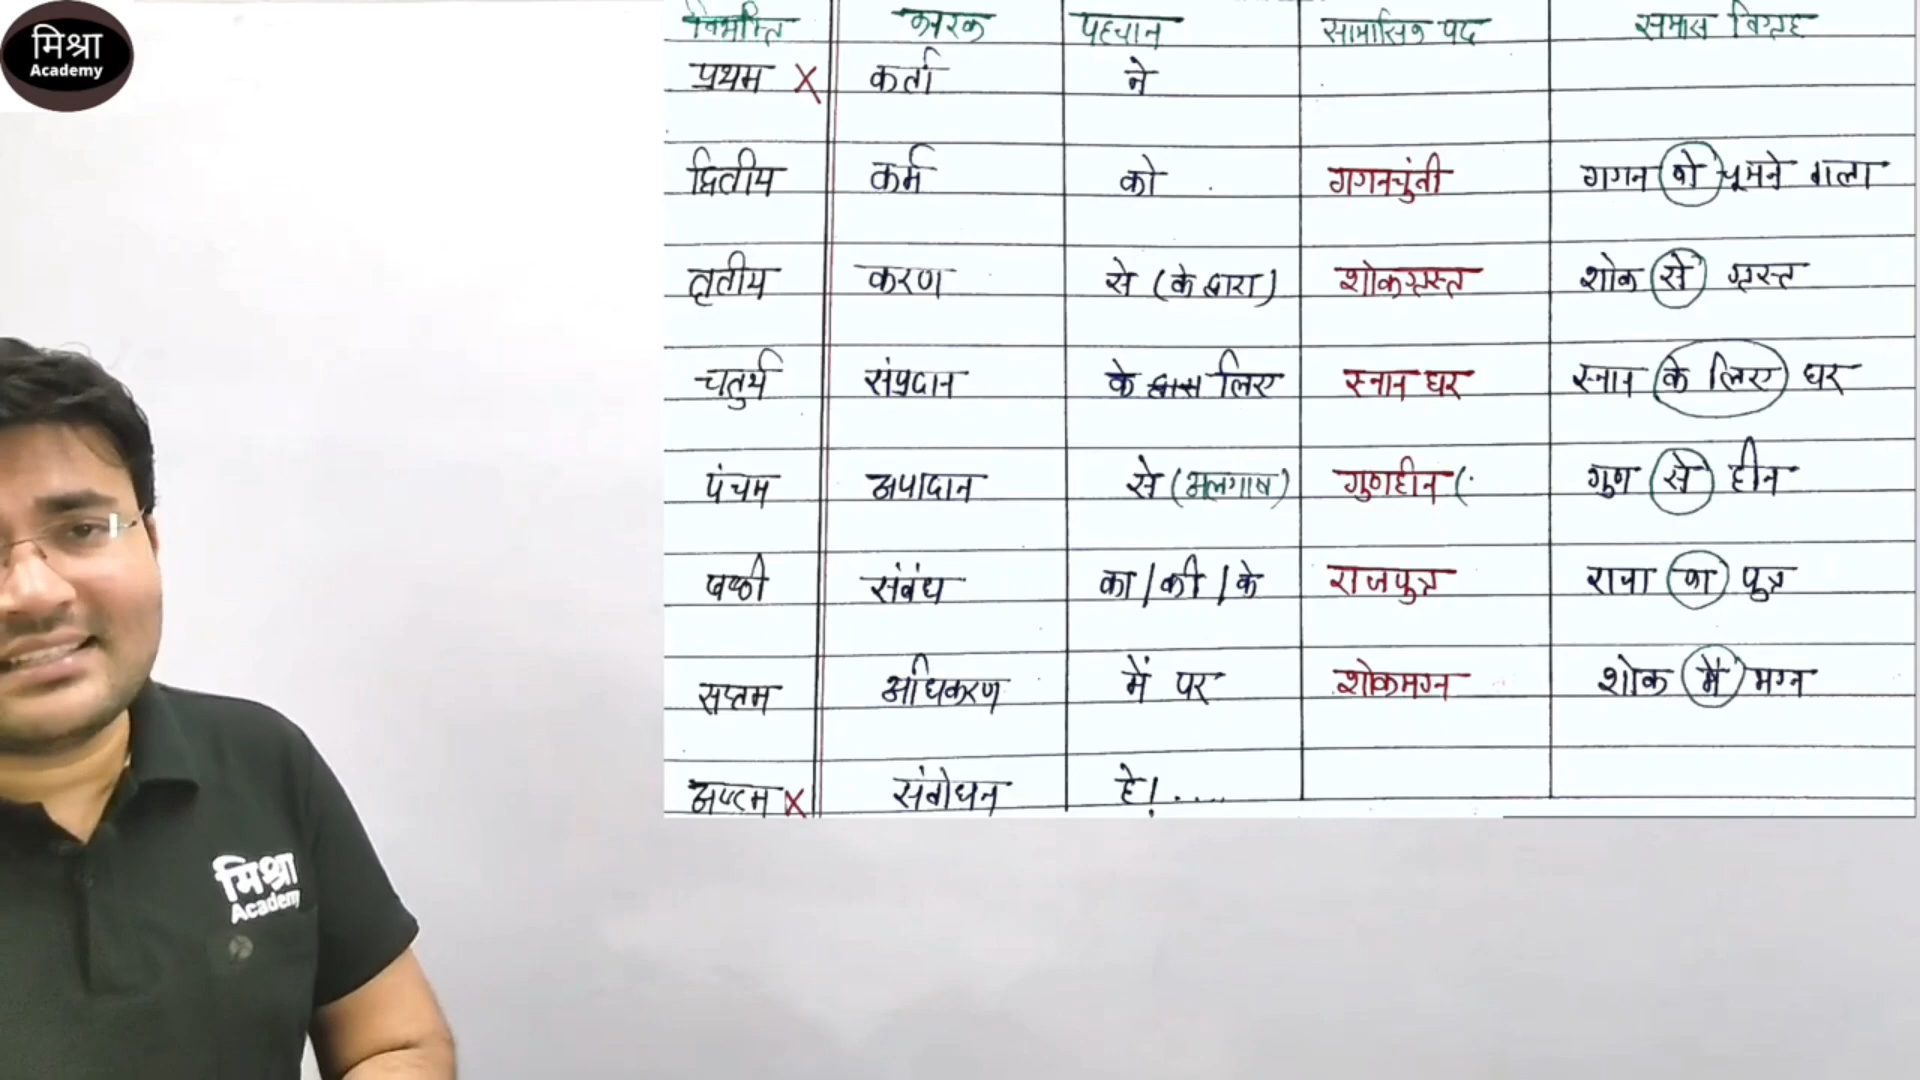 मिश्रा
Academy
विभक्ति कारक पहचान सामासिक पद समास विग्रह
प्रथम X कर्ता ने
द्वितीय कर्म को गगनचुंबी गगन को चूमने वाला
तृतीय करण से (के द्वारा) शोकग्रस्त शोक से ग्रस्त
चतुर्थ संप्रदान के लिए स्नान घर स्नान के लिए घर
पंचम अपादान से (अलगाव) गुणहीन ( गुण से हीन
षष्ठी संबंध का / की / के राजपुत्र राजा का पुत्र
सप्तम अधिकरण में पर शोकमग्न शोक में मग्न
अष्टम X संबोधन हे! ....
मिश्रा
Academy